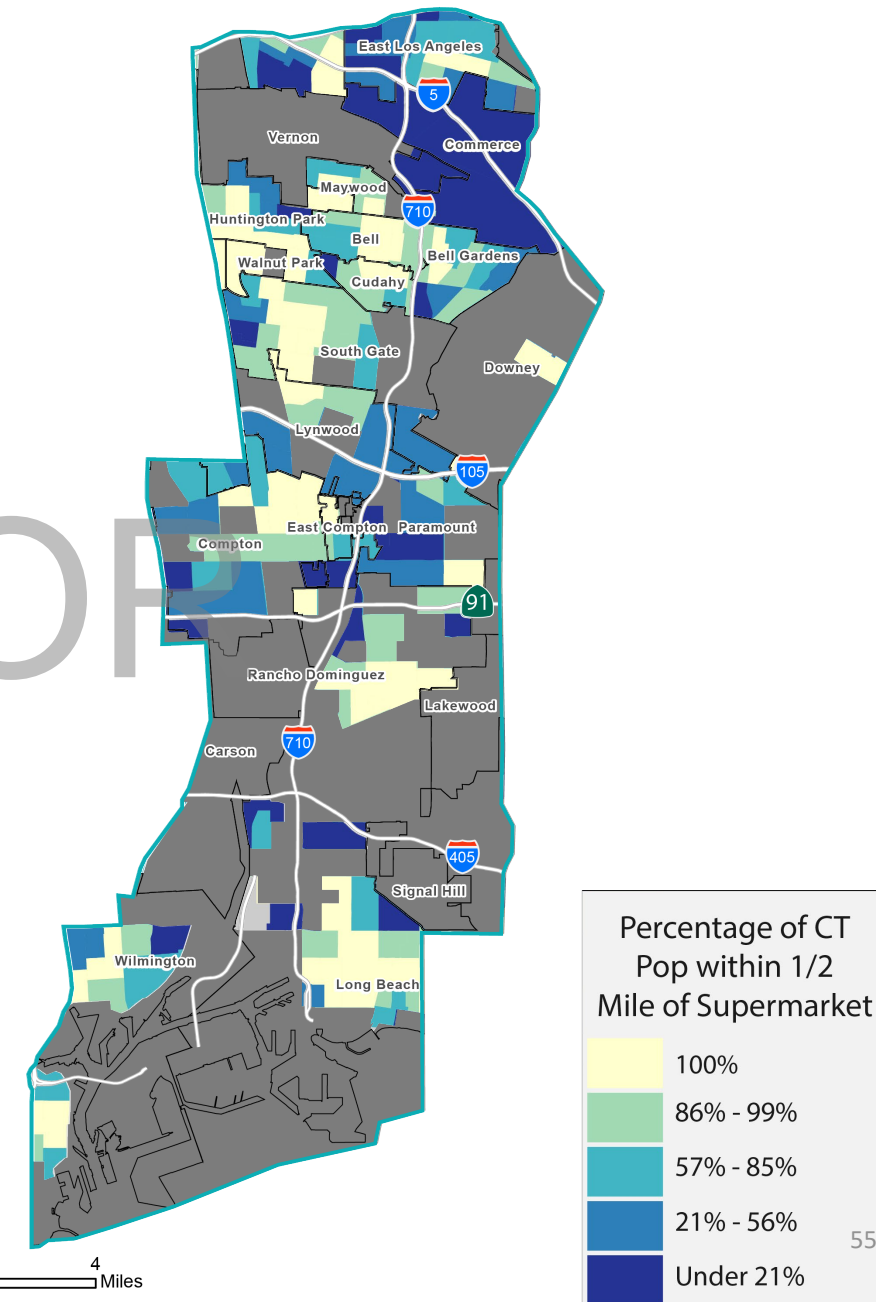 East Los Angeles
5
Vernon
Commerce
Maywood
710
Huntington Park
Bell
Bell Gardens
Walnut Park
Cudahy
South Gate
Downey
Lynwood
105
OR
East Compton
Paramount
Compton
91
Rancho Dominguez
Lakewood
710
Carson
405
Signal Hill
Wilmington
Long Beach
Percentage of CT
Pop within 1/2
Mile of Supermarket
100%
86% - 99%
57% - 85%
21% - 56%
Under 21%
55
4
Miles